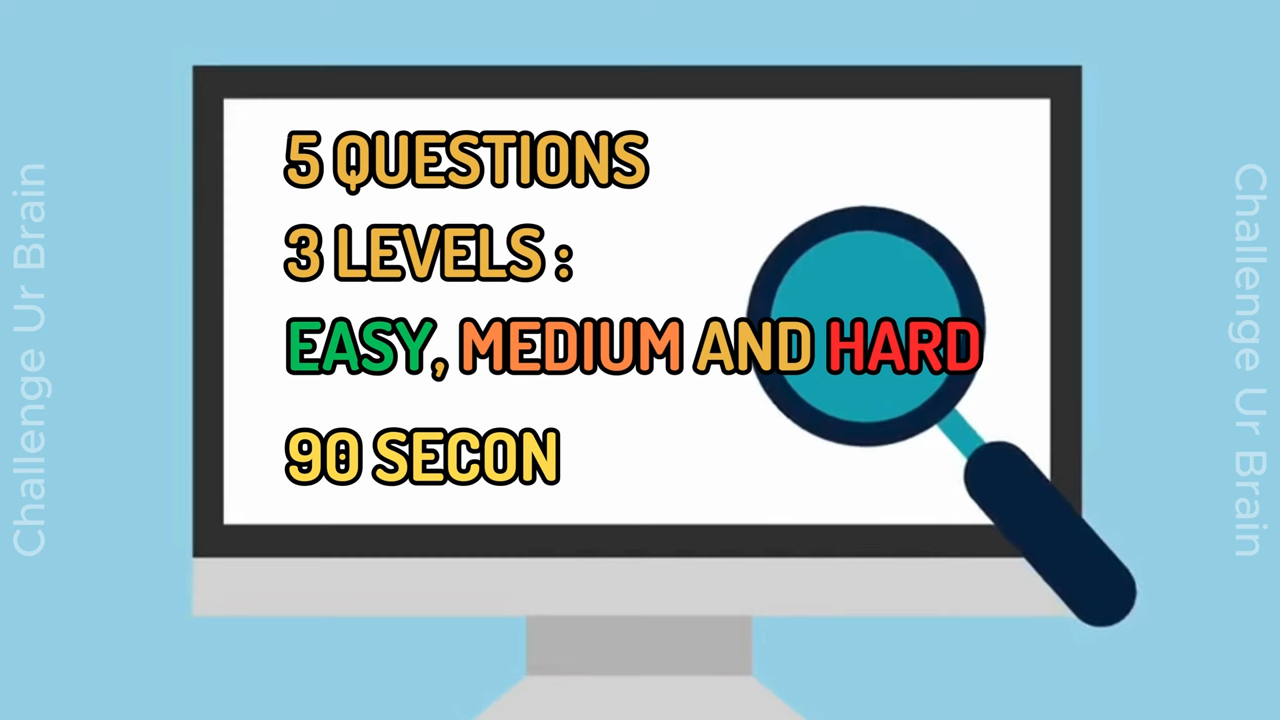 5 QUESTIONS
3 LEVELS :
EASY, MEDIUM AND HARD
90 SECON
Challenge Ur Brain
Challenge Ur Brain